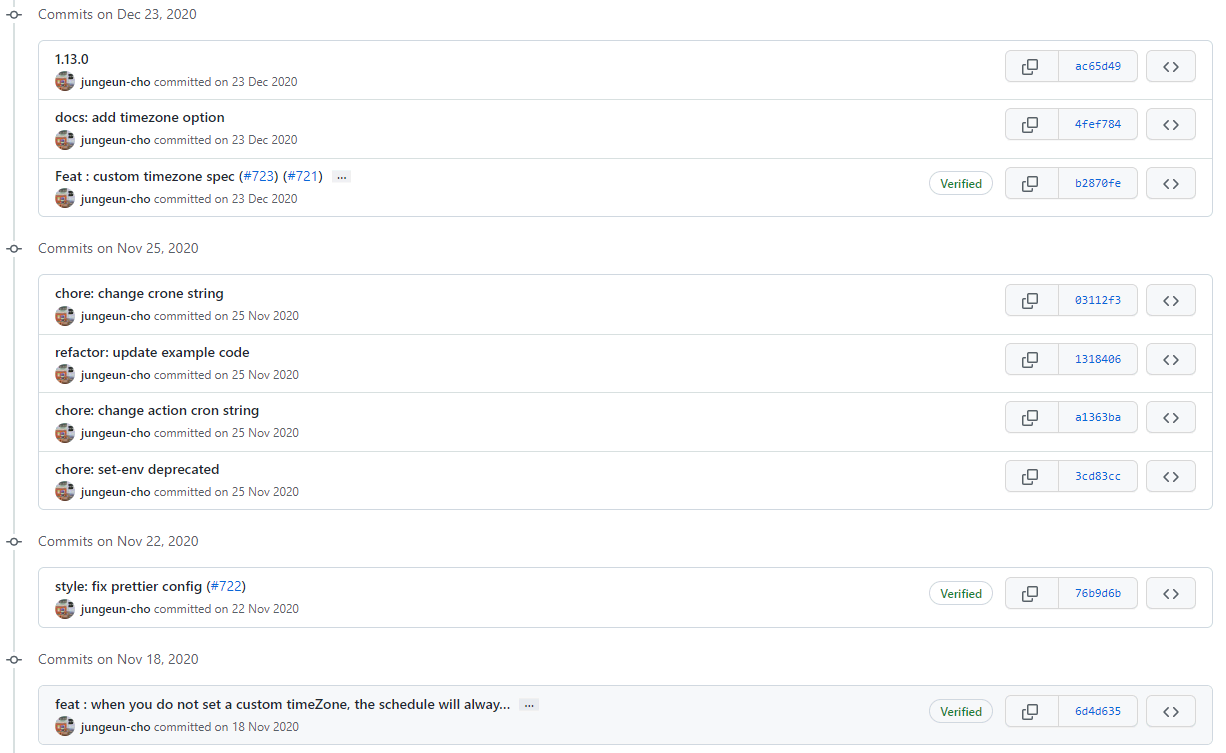 Commits on Dec 23, 2020
1.13.0
jungeun-cho committed on 23 Dec 2020
ac65d49
docs: add timezone option
jungeun-cho committed on 23 Dec 2020
4fef784
Feat : custom timezone spec (#723) (#721) ...
jungeun-cho committed on 23 Dec 2020
Verified
b2870fe
Commits on Nov 25, 2020
chore: change crone string
jungeun-cho committed on 25 Nov 2020
03112f3
refactor: update example code
jungeun-cho committed on 25 Nov 2020
1318406
chore: change action cron string
jungeun-cho committed on 25 Nov 2020
a1363ba
chore: set-env deprecated
jungeun-cho committed on 25 Nov 2020
3cd83cc
Commits on Nov 22, 2020
style: fix prettier config (#722)
jungeun-cho committed on 22 Nov 2020
Verified
76b9d6b
Commits on Nov 18, 2020
feat : when you do not set a custom timeZone, the schedule will alway... ...
jungeun-cho committed on 18 Nov 2020
Verified
6d4d635